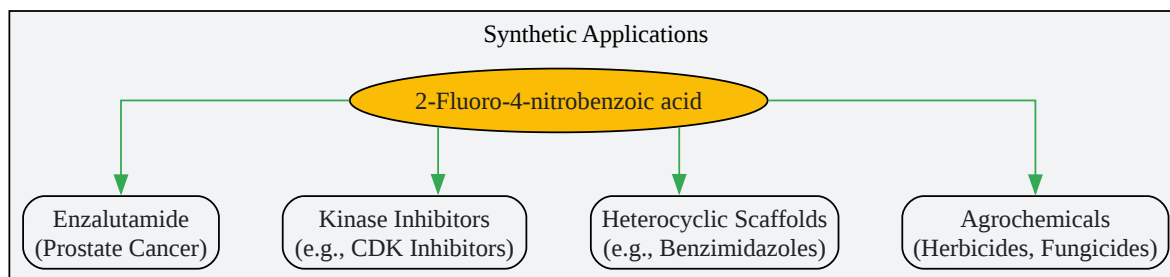 Synthetic Applications
2-Fluoro-4-nitrobenzoic acid
Enzalutamide
(Prostate Cancer)
Kinase Inhibitors
(e.g., CDK Inhibitors)
Heterocyclic Scaffolds
(e.g., Benzimidazoles)
Agrochemicals
(Herbicides, Fungicides)